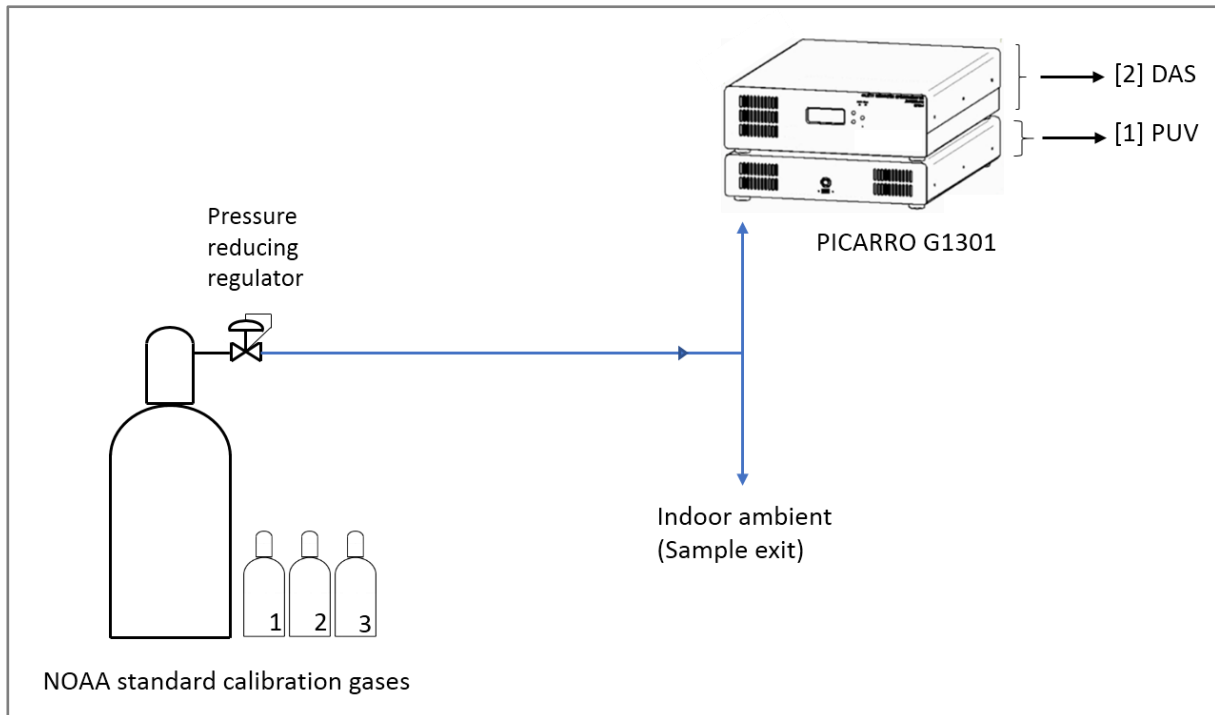 [2] DAS
[1] PUV
PICARRO G1301
Pressure
reducing
regulator
Indoor ambient
(Sample exit)
1 2 3
NOAA standard calibration gases